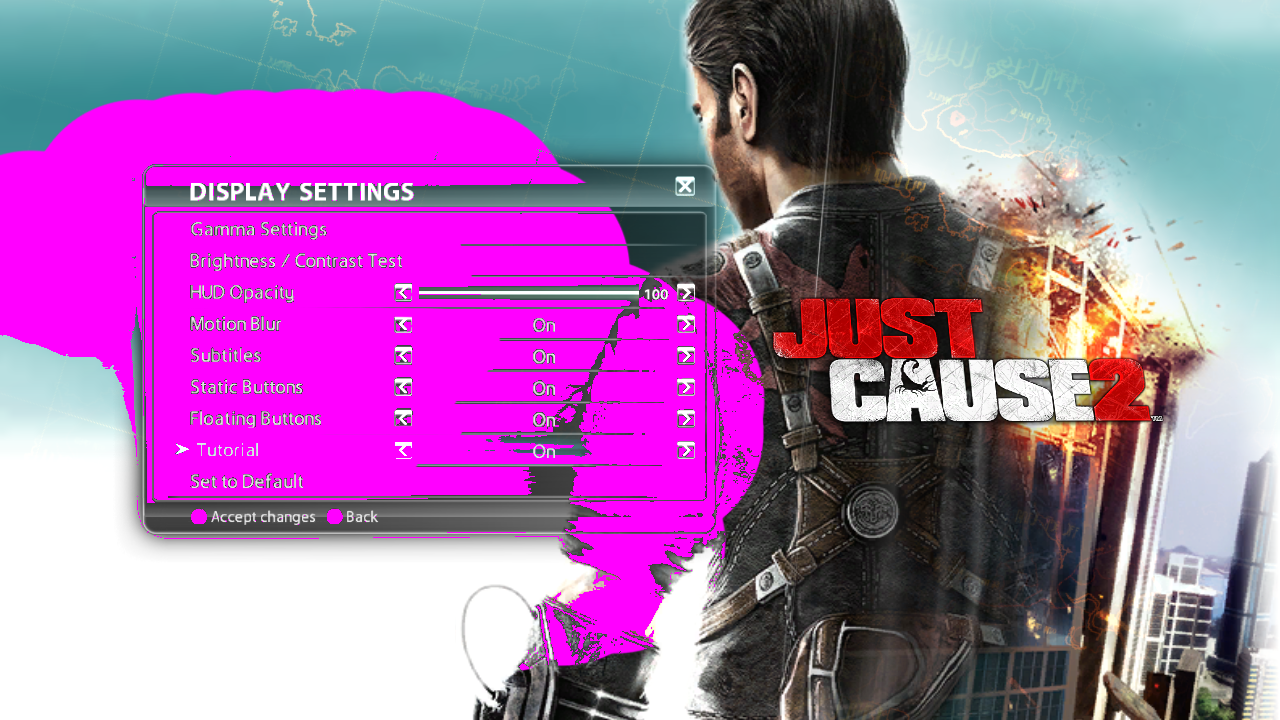 DISPLAY SETTINGS
Gamma Settings
Brightness / Contrast Test
HUD Opacity 100
Motion Blur On
Subtitles On
Static Buttons On
Floating Buttons On
Tutorial On
Set to Default
Accept changes Back
JUST
CAUSE 2™